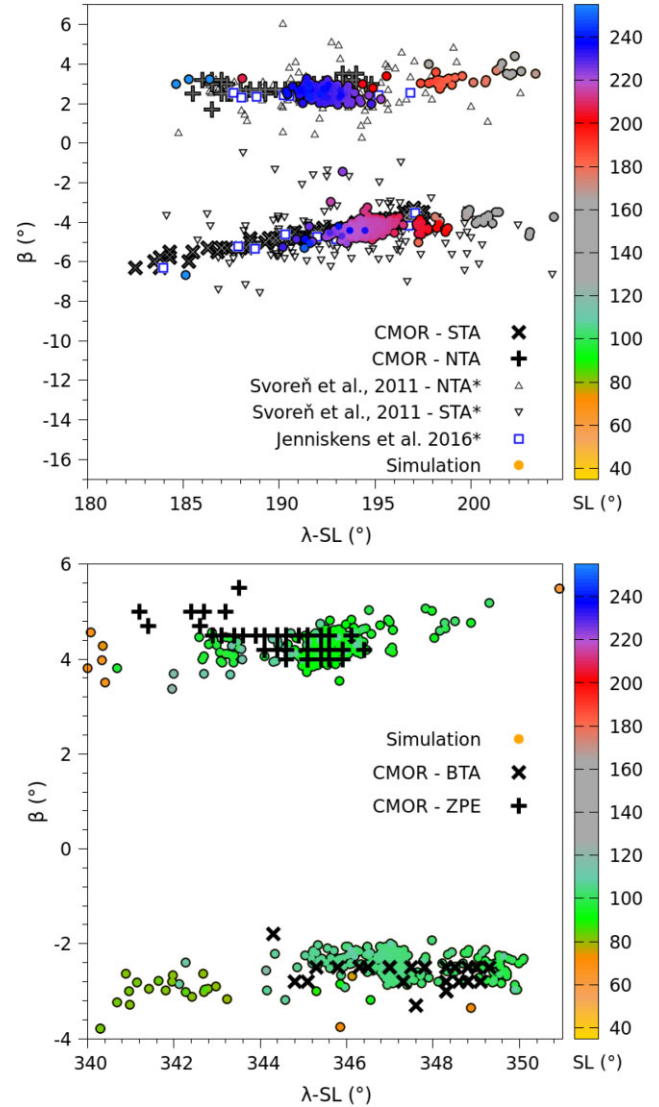 6
4
2
0
-2
-4
-6
-8
-10
-12
-14
-16
β (°)
CMOR - STA
CMOR - NTA
Svoreň et al., 2011 - NTA*
Svoreň et al., 2011 - STA*
Jenniskens et al. 2016*
Simulation
180 185 190 195 200
λ-SL (°)
240
220
200
180
160
140
120
100
80
60
40
SL (°)
6
4
2
0
-2
-4
β (°)
Simulation
CMOR - BTA
CMOR - ZPE
340 342 344 346 348 350
λ-SL (°)
240
220
200
180
160
140
120
100
80
60
40
SL (°)